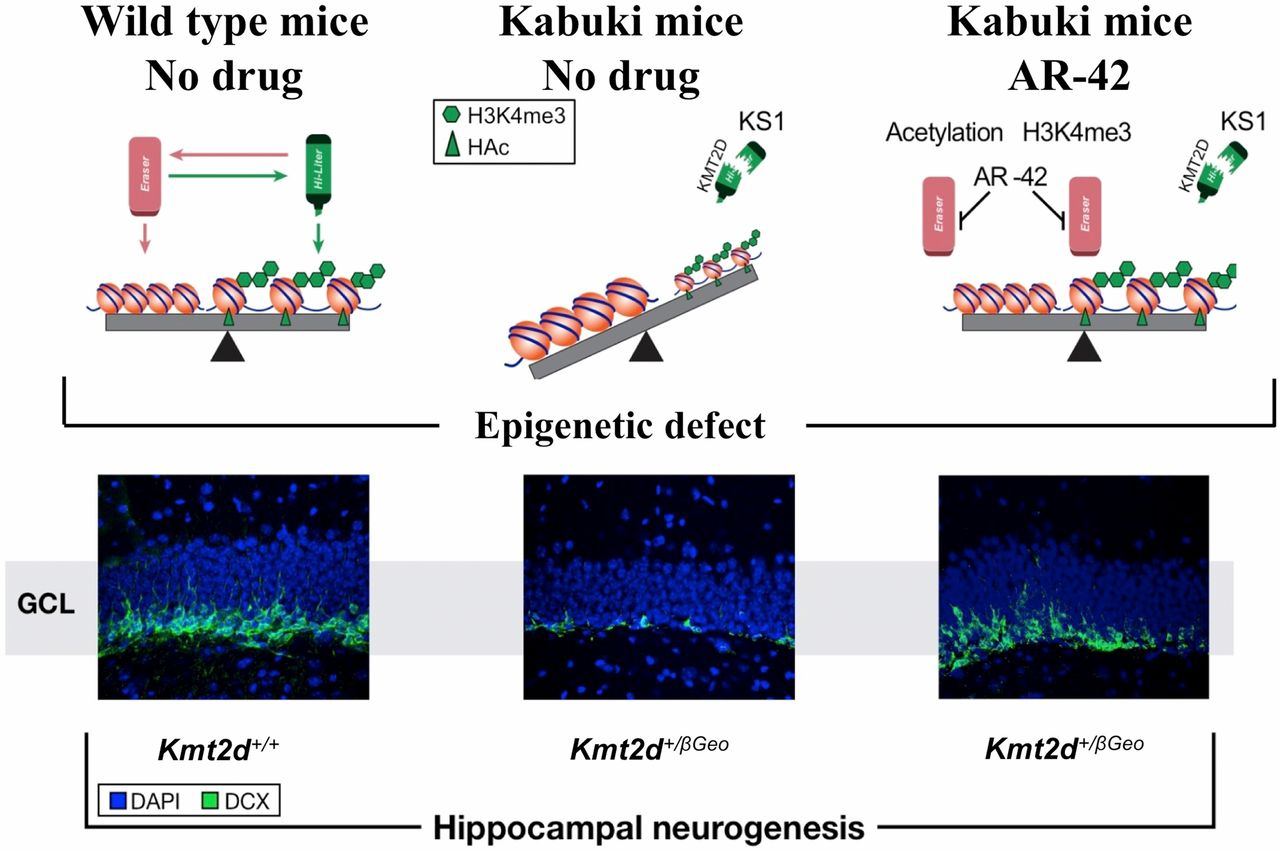 Wild type mice
No drug
Kabuki mice
No drug
Kabuki mice
AR-42
Eraser
Hi-Liter
H3K4me3
HAc
KS1
KMT2D
Hi-
Acetylation H3K4me3
AR -42
Eraser
Eraser
KS1
KMT2D
Hi-
Epigenetic defect
GCL
Kmt2d+/+
Kmt2d+/βGeo
Kmt2d+/βGeo
DAPI DCX
Hippocampal neurogenesis